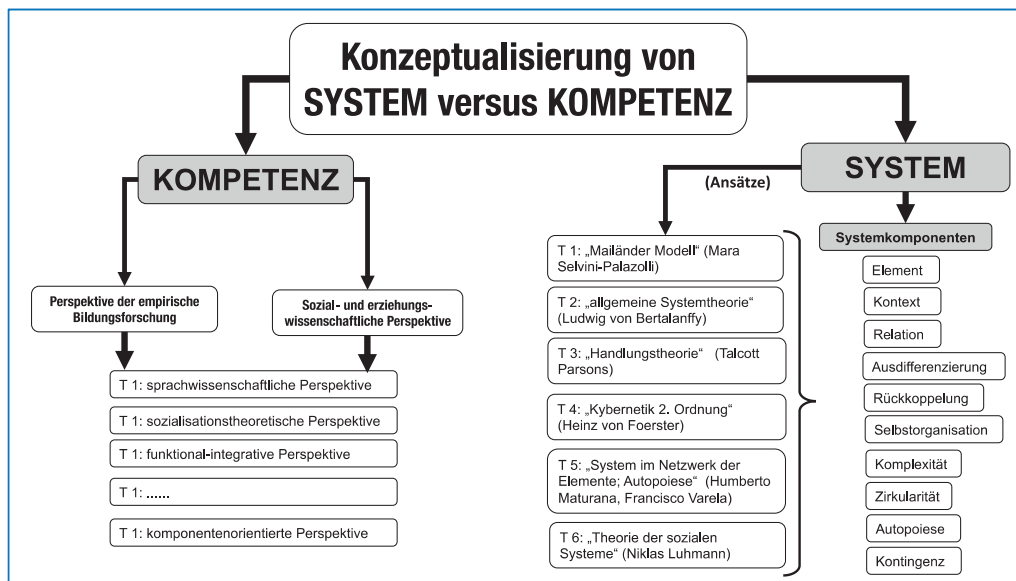 Konzeptualisierung von
SYSTEM versus KOMPETENZ
KOMPETENZ
Perspektive der empirische
Bildungsforschung
Sozial- und erziehungs-
wissenschaftliche Perspektive
T 1: sprachwissenschaftliche Perspektive
T 1: sozialisationstheoretische Perspektive
T 1: funktional-integrative Perspektive
T 1: ......
T 1: komponentenorientierte Perspektive
SYSTEM
(Ansätze)
T 1: „Mailänder Modell“ (Mara
Selvini-Palazolli)
T 2: „allgemeine Systemtheorie“
(Ludwig von Bertalanffy)
T 3: „Handlungstheorie“ (Talcott
Parsons)
T 4: „Kybernetik 2. Ordnung“
(Heinz von Foerster)
T 5: „System im Netzwerk der
Elemente; Autopoiese“ (Humberto
Maturana, Francisco Varela)
T 6: „Theorie der sozialen
Systeme“ (Niklas Luhmann)
Systemkomponenten
Element
Kontext
Relation
Ausdifferenzierung
Rückkoppelung
Selbstorganisation
Komplexität
Zirkularität
Autopoiese
Kontingenz